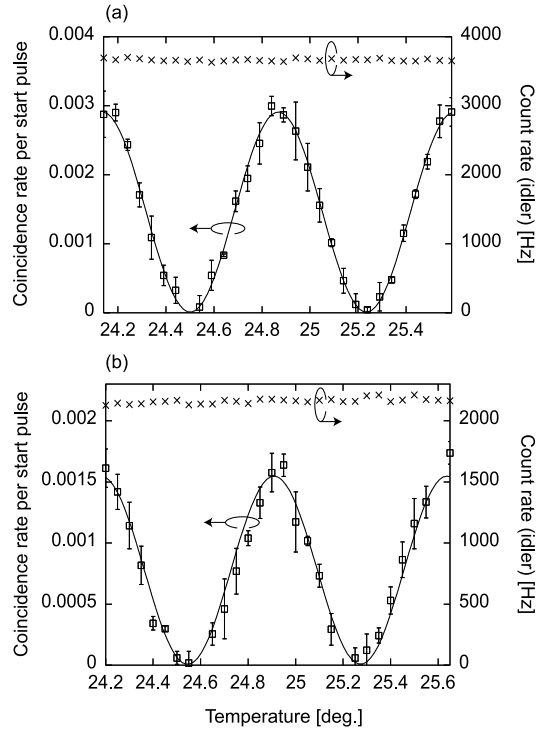 (a)
0.004
0.003
0.002
0.001
0
4000
3000
2000
1000
0
24.2 24.4 24.6 24.8 25 25.2 25.4
Coincidence rate per start pulse
Count rate (idler) [Hz]
(b)
0.002
0.0015
0.001
0.0005
0
2000
1500
1000
500
0
24.2 24.4 24.6 24.8 25 25.2 25.4 25.6
Coincidence rate per start pulse
Count rate (idler) [Hz]
Temperature [deg.]